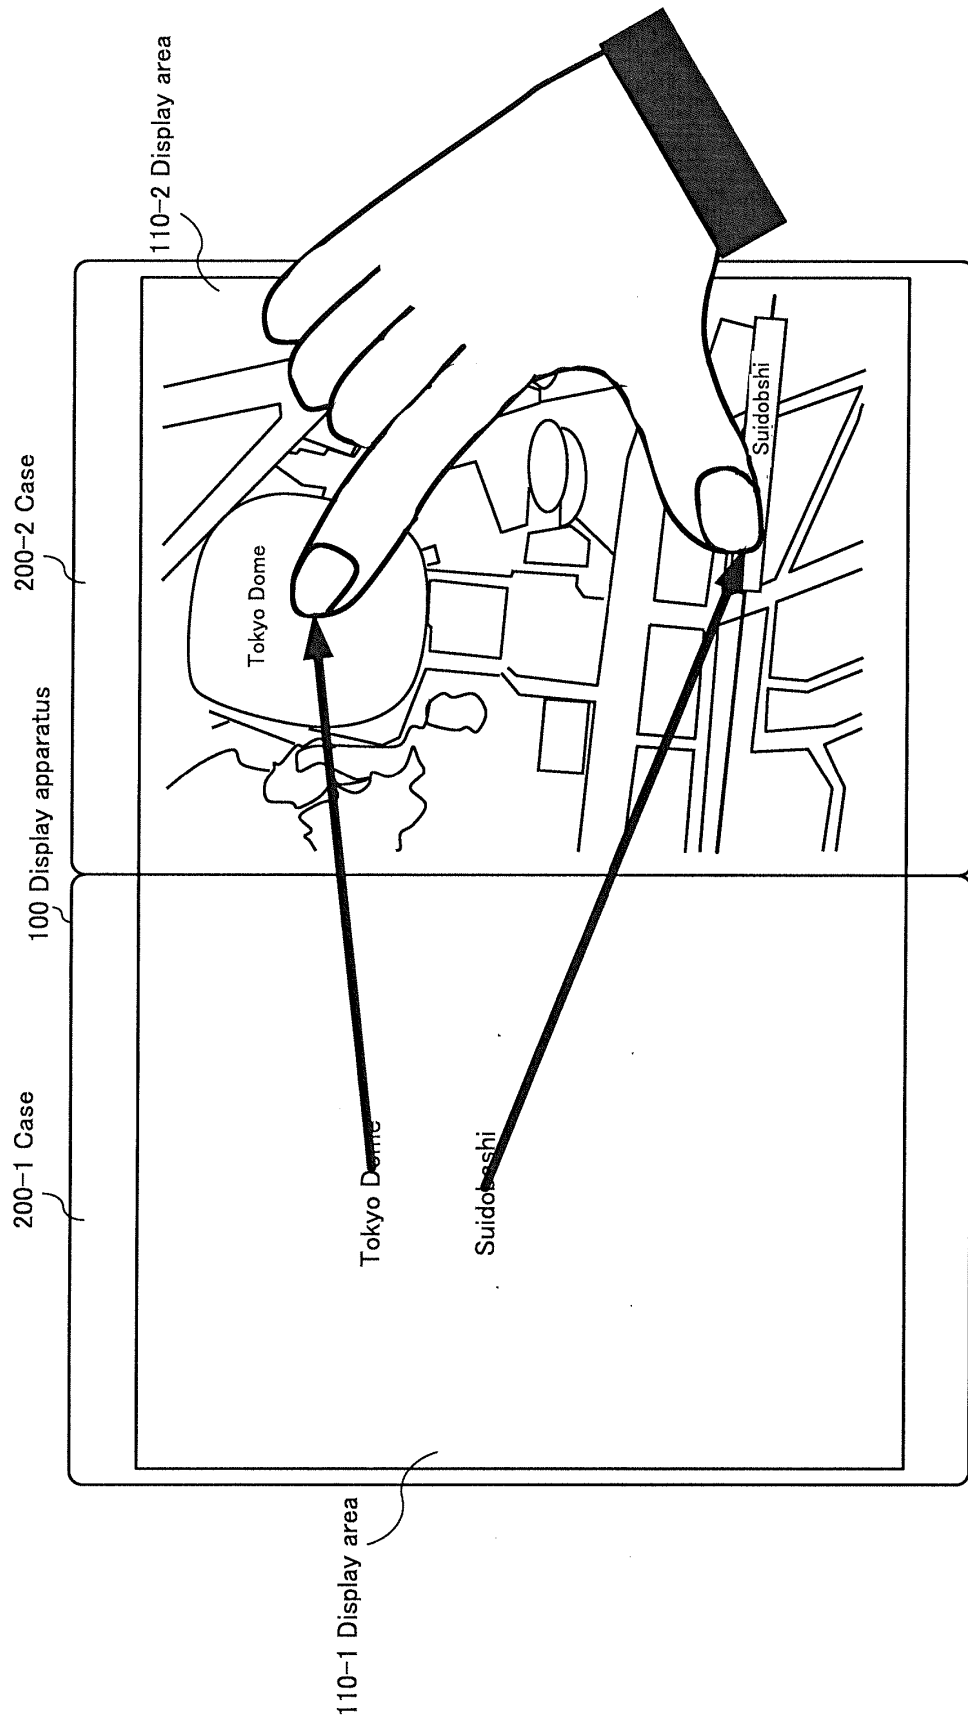 200-1 Case
200-2 Case
100 Display apparatus
110-2 Display area
Tokyo Dome
110-1 Display area
Tokyo Dome
Suidobashi
Suidobshi